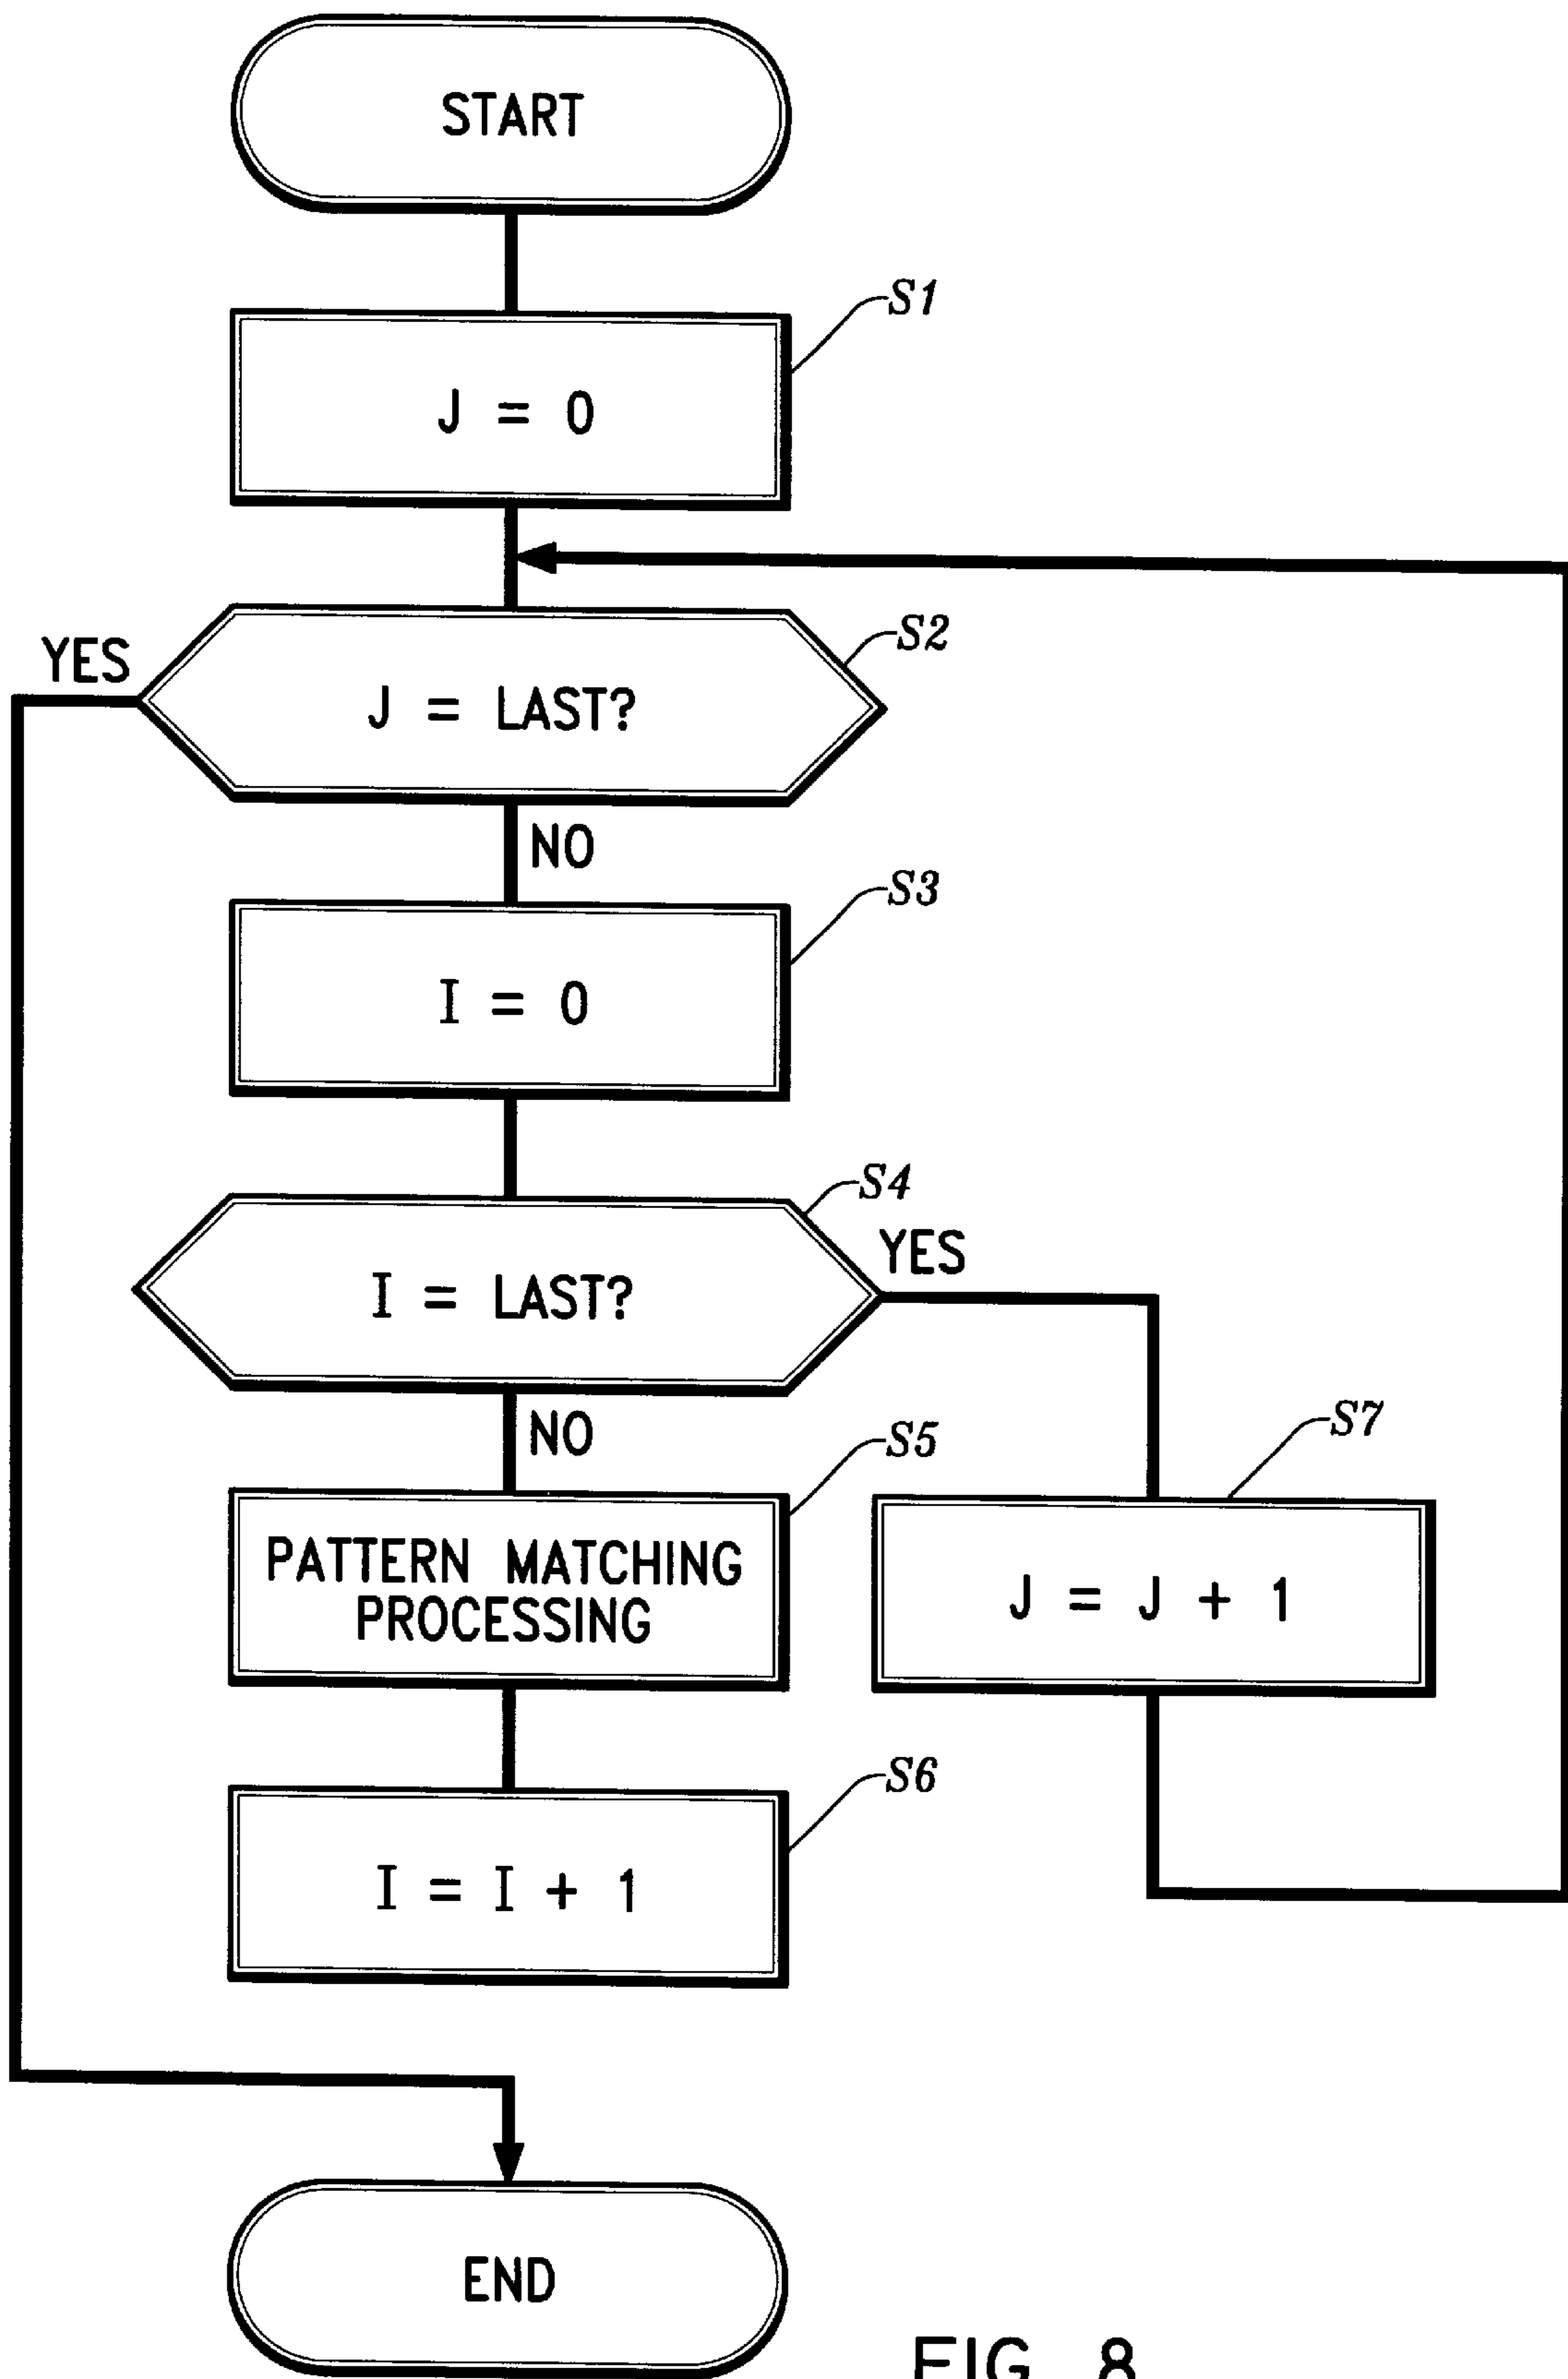 START
S1
J = 0
S2
YES
J = LAST?
NO
S3
I = 0
S4
YES
I = LAST?
NO
S5
PATTERN MATCHING
PROCESSING
S7
J = J + 1
S6
I = I + 1
END
FIG. 8